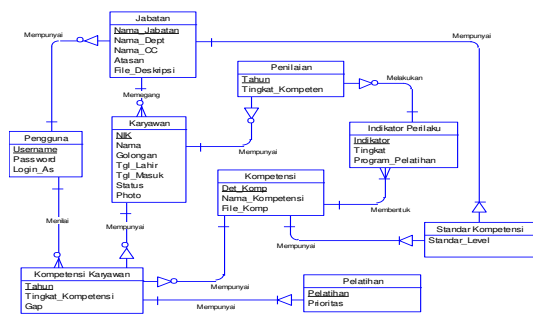 Jabatan
Nama_Jabatan
Nama_Dept
Nama_CC
Atasan
File_Deskripsi
Mempunyai
Mempunyai
Memegang
Penilaian
Tahun
Tingkat_Kompeten
Melakukan
Karyawan
NIK
Nama
Golongan
Tgl_Lahir
Tgl_Masuk
Status
Photo
Mempunyai
Indikator Perilaku
Indikator
Tingkat
Program_Pelatihan
Pengguna
Username
Password
Login_As
Kompetensi
Det_Komp
Nama_Kompetensi
File_Komp
Membentuk
Menilai
Mempunyai
Mempunyai
Mempunyai
Standar Kompetensi
Standar_Level
Kompetensi Karyawan
Tahun
Tingkat_Kompetensi
Gap
Mempunyai
Pelatihan
Pelatihan
Prioritas